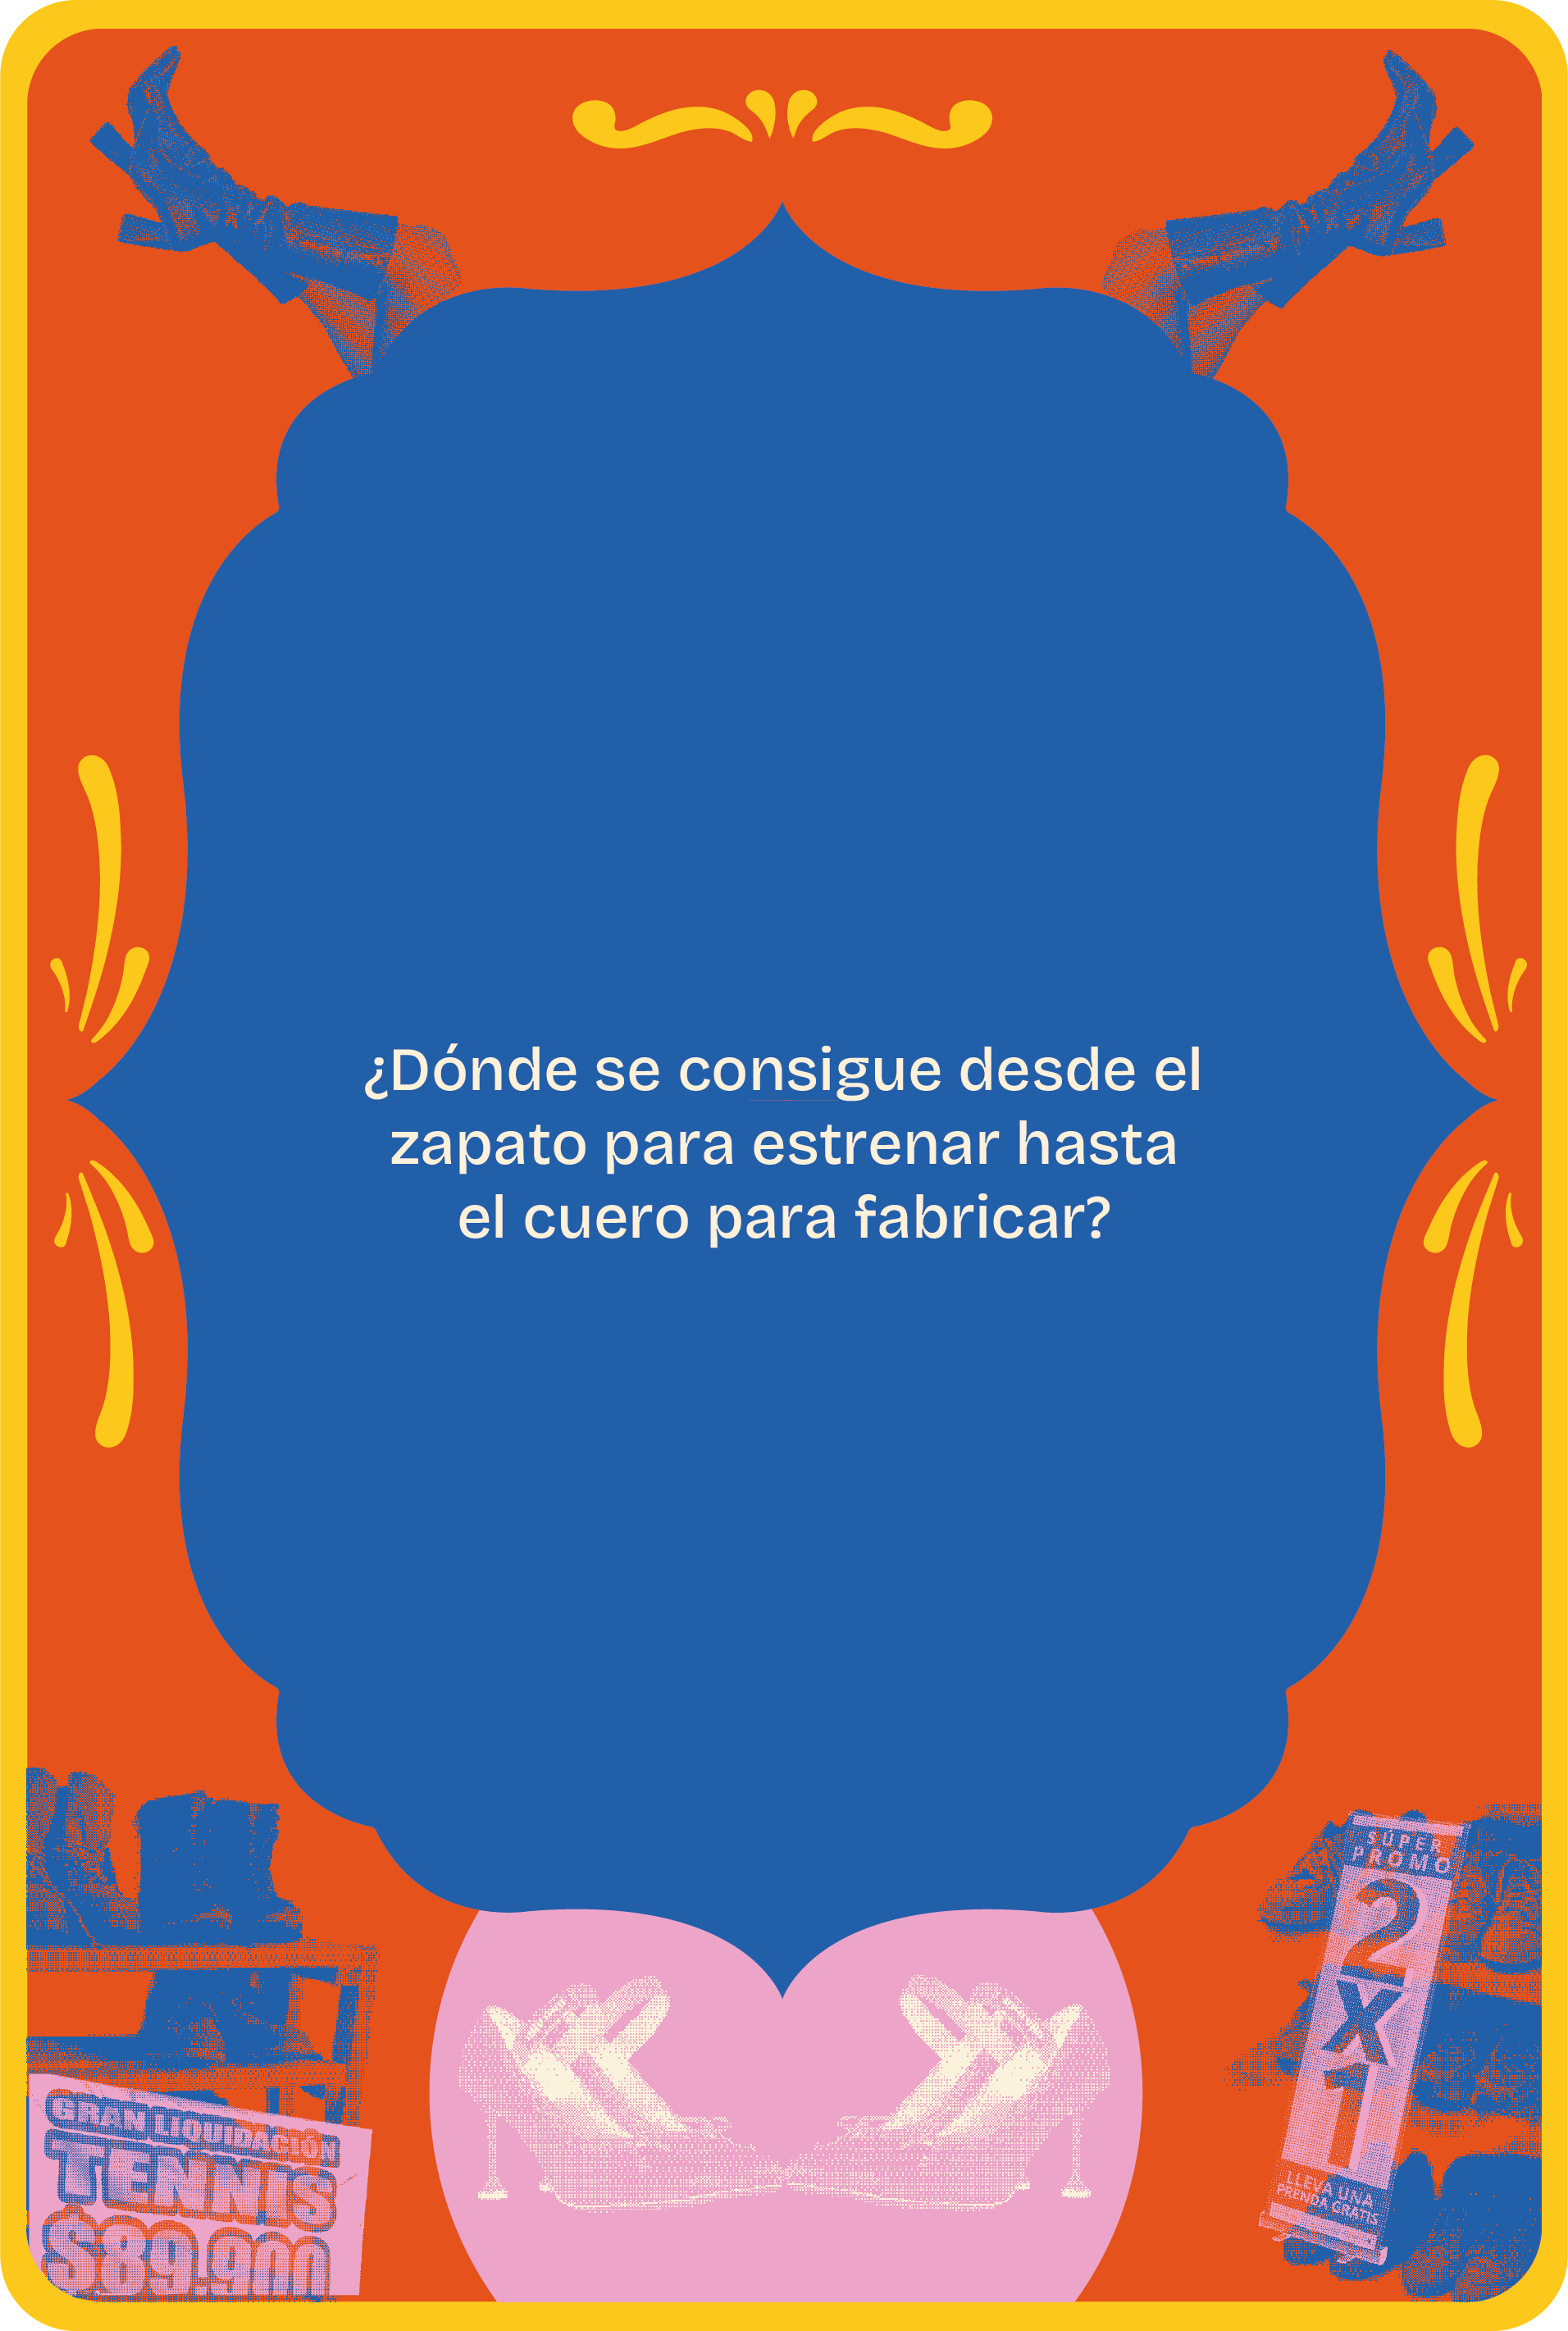 ¿Dónde se consigue desde el
zapato para estrenar hasta
el cuero para fabricar?
SÚPER
PROMO
2
X
1
LLEVA UNA
PRENDA GRATIS
GRAN LIQUIDACIÓN
TENNIS
$89.900